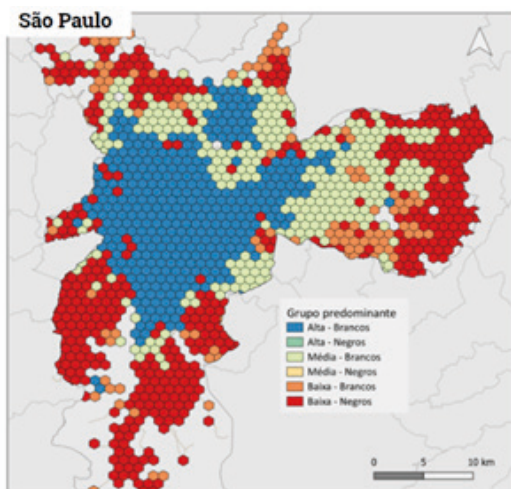 São Paulo
Grupo predominante
Alta - Brancos
Alta - Negros
Média - Brancos
Média - Negros
Baixa - Brancos
Baixa - Negros
0 5 10 km